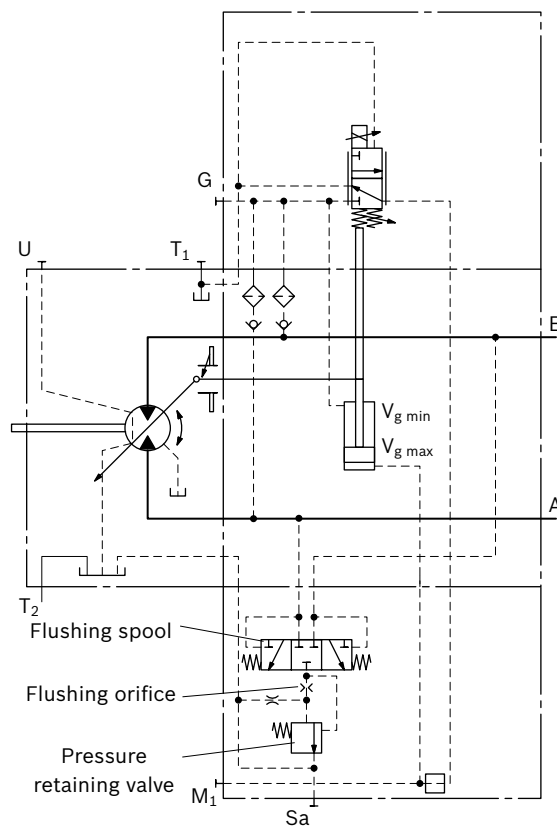 G
U
T1
B
Vg min
Vg max
A
T2
Flushing spool
Flushing orifice
Pressure
retaining valve
M1
Sa